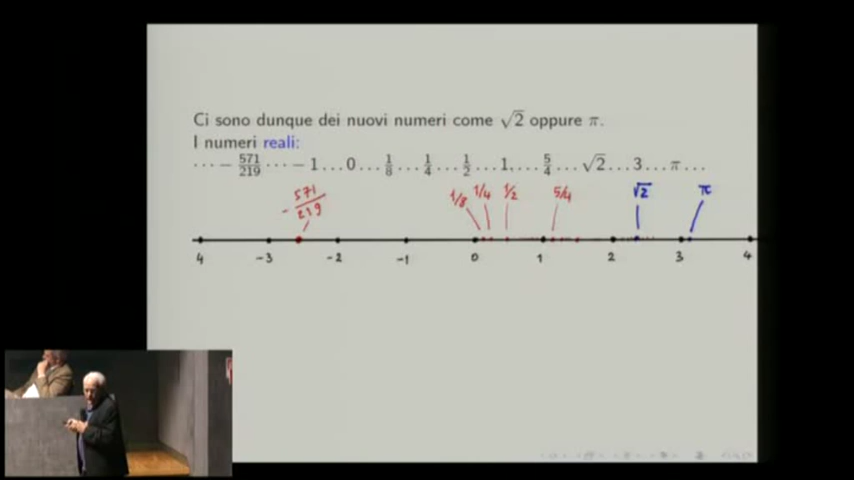 Ci sono dunque dei nuovi numeri come √2 oppure π.
I numeri reali:
··· − 571/219 ··· − 1 … 0 … 1/8 … 1/4 … 1/2 … 1, … 5/4 … √2 … 3 … π …
− 571/219 1/8 1/4 1/2 5/4 √2 π
4 −3 −2 −1 0 1 2 3 4